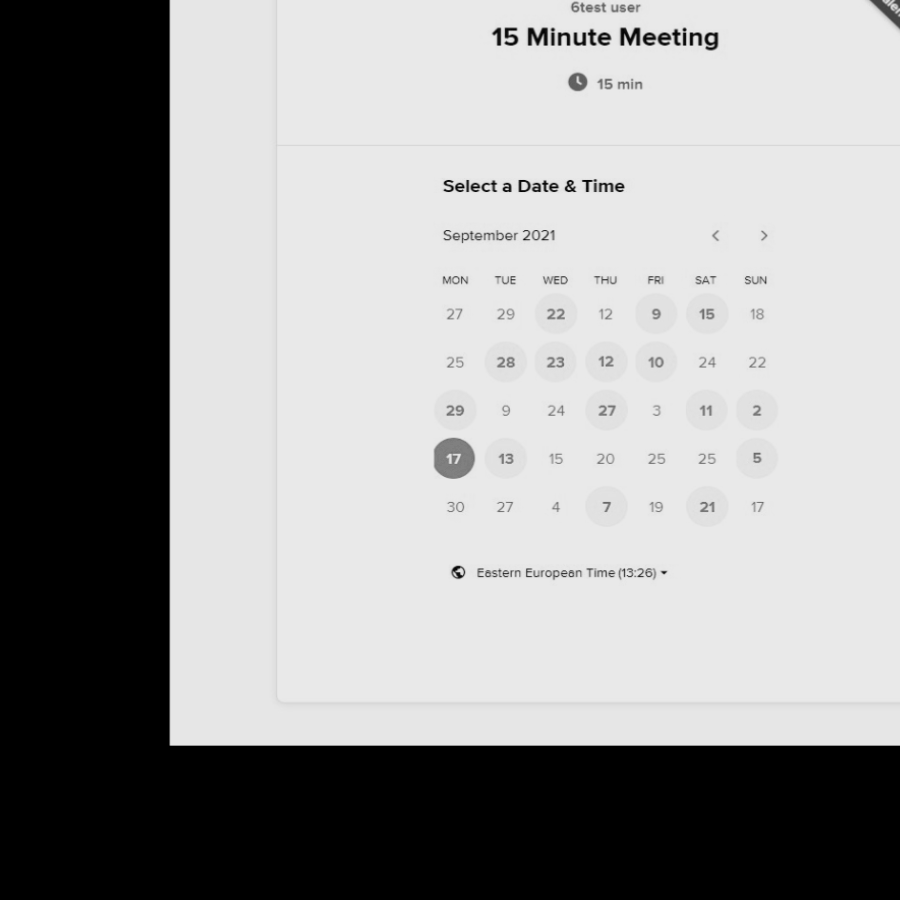 6test user
15 Minute Meeting
15 min
Select a Date & Time
September 2021
MON TUE WED THU FRI SAT SUN
27 29 22 12 9 15 18
25 28 23 12 10 24 22
29 9 24 27 3 11 2
17 13 15 20 25 25 5
30 27 4 7 19 21 17
Eastern European Time (13:26)